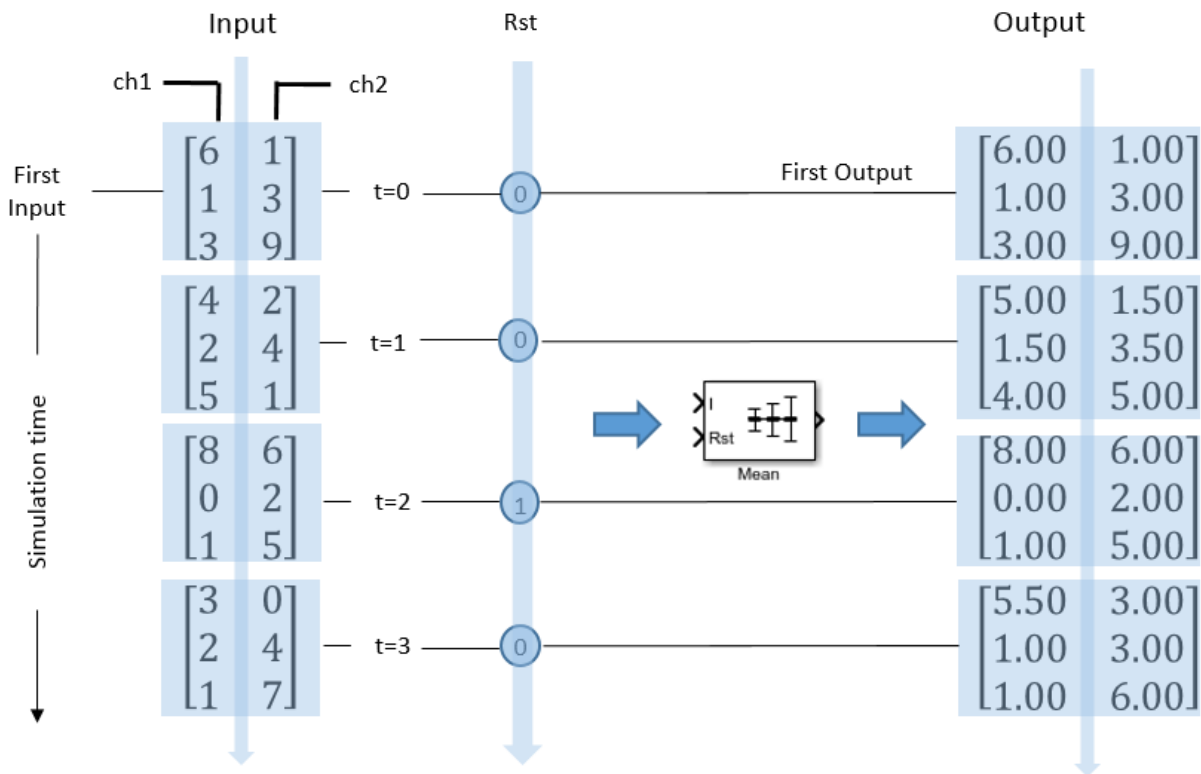 Input
Rst
Output
ch1
ch2
First
Input
[6 1]
[1 3]
[3 9]
t=0
0
First Output
[6.00 1.00]
[1.00 3.00]
[3.00 9.00]
Simulation time
[4 2]
[2 4]
[5 1]
t=1
0
[5.00 1.50]
[1.50 3.50]
[4.00 5.00]
I
Rst
Mean
[8 6]
[0 2]
[1 5]
t=2
1
[8.00 6.00]
[0.00 2.00]
[1.00 5.00]
[3 0]
[2 4]
[1 7]
t=3
0
[5.50 3.00]
[1.00 3.00]
[1.00 6.00]